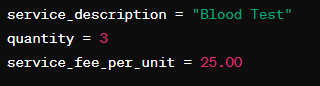 service_description = "Blood Test"
quantity = 3
service_fee_per_unit = 25.00